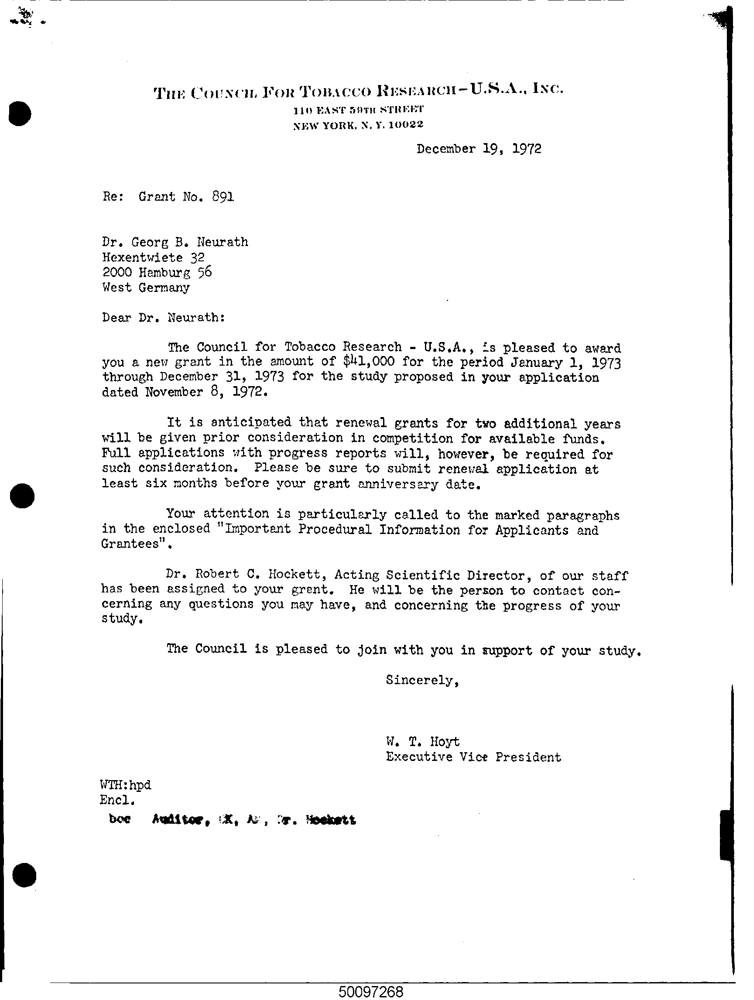 THE COUNCIL FOR TOBACCO RESEARCH-U.S.A., INC.
110 EAST 59TH STREET
NEW YORK, N. Y. 10022
December 19, 1972
Re: Grant No. 891
Dr. Georg B. Neurath
Hexentwiete 32
2000 Hamburg 56
West Germany
Dear Dr. Neurath:
The Council for Tobacco Research - U.S.A., is pleased to award
you a new grant in the amount of $41,000 for the period January 1, 1973
through December 31, 1973 for the study proposed in your application
dated November 8, 1972.
It is anticipated that renewal grants for two additional years
will be given prior consideration in competition for available funds.
Full applications with progress reports will, however, be required for
such consideration. Please be sure to submit renewal application at
least six months before your grant anniversary date.
Your attention is particularly called to the marked paragraphs
in the enclosed "Important Procedural Information for Applicants and
Grantees".
Dr. Robert C. Hockett, Acting Scientific Director, of our staff
has been assigned to your grant. He will be the person to contact con-
cerning any questions you may have, and concerning the progress of your
study.
The Council is pleased to join with you in support of your study.
Sincerely,
W. T. Hoyt
Executive Vice President
WTH:hpd
Encl.
bcc Auditor, Dr. Hockett
50097268